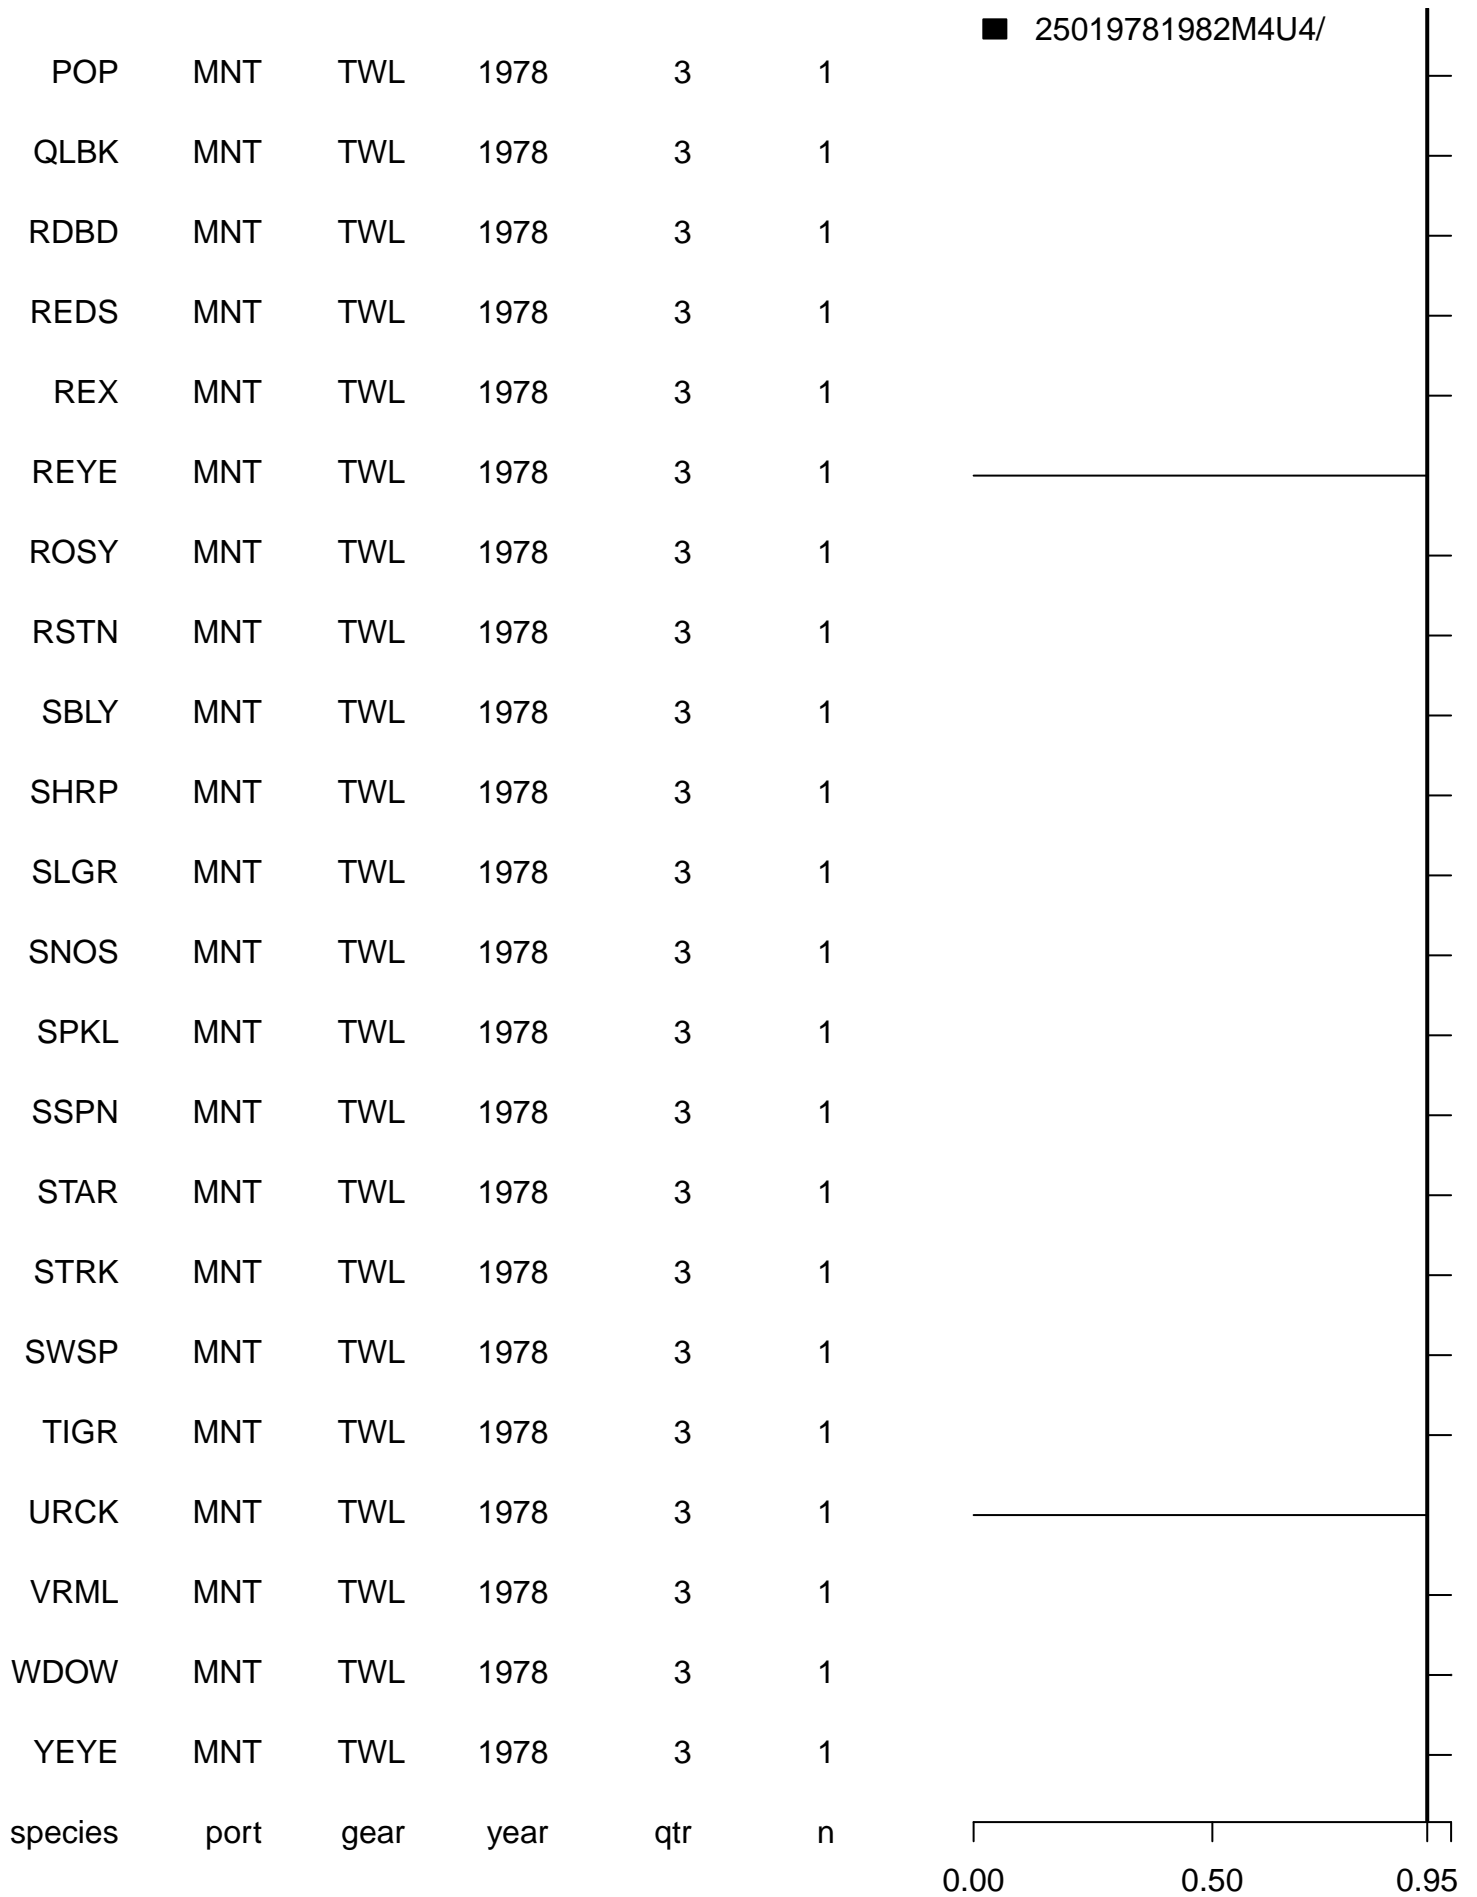 25019781982M4U4/
POP MNT TWL 1978 3 1
QLBK MNT TWL 1978 3 1
RDBD MNT TWL 1978 3 1
REDS MNT TWL 1978 3 1
REX MNT TWL 1978 3 1
REYE MNT TWL 1978 3 1
ROSY MNT TWL 1978 3 1
RSTN MNT TWL 1978 3 1
SBLY MNT TWL 1978 3 1
SHRP MNT TWL 1978 3 1
SLGR MNT TWL 1978 3 1
SNOS MNT TWL 1978 3 1
SPKL MNT TWL 1978 3 1
SSPN MNT TWL 1978 3 1
STAR MNT TWL 1978 3 1
STRK MNT TWL 1978 3 1
SWSP MNT TWL 1978 3 1
TIGR MNT TWL 1978 3 1
URCK MNT TWL 1978 3 1
VRML MNT TWL 1978 3 1
WDOW MNT TWL 1978 3 1
YEYE MNT TWL 1978 3 1
species port gear year qtr n
0.00 0.50 0.95